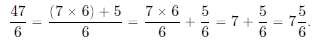 47/6 = (7 × 6) + 5/6 = 7 × 6/6 + 5/6 = 7 + 5/6 = 7 5/6.